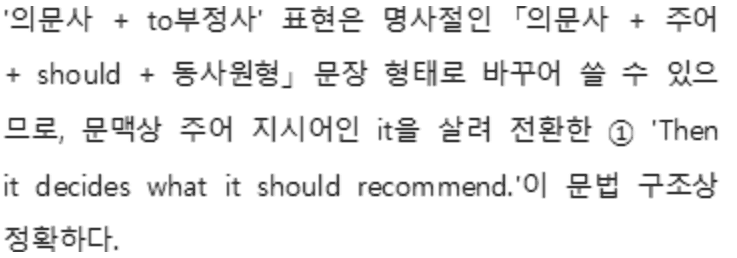 '의문사 + to부정사' 표현은 명사절인 「의문사 + 주어
+ should + 동사원형」 문장 형태로 바꾸어 쓸 수 있으
므로, 문맥상 주어 지시어인 it을 살려 전환한 ① 'Then
it decides what it should recommend.'이 문법 구조상
정확하다.